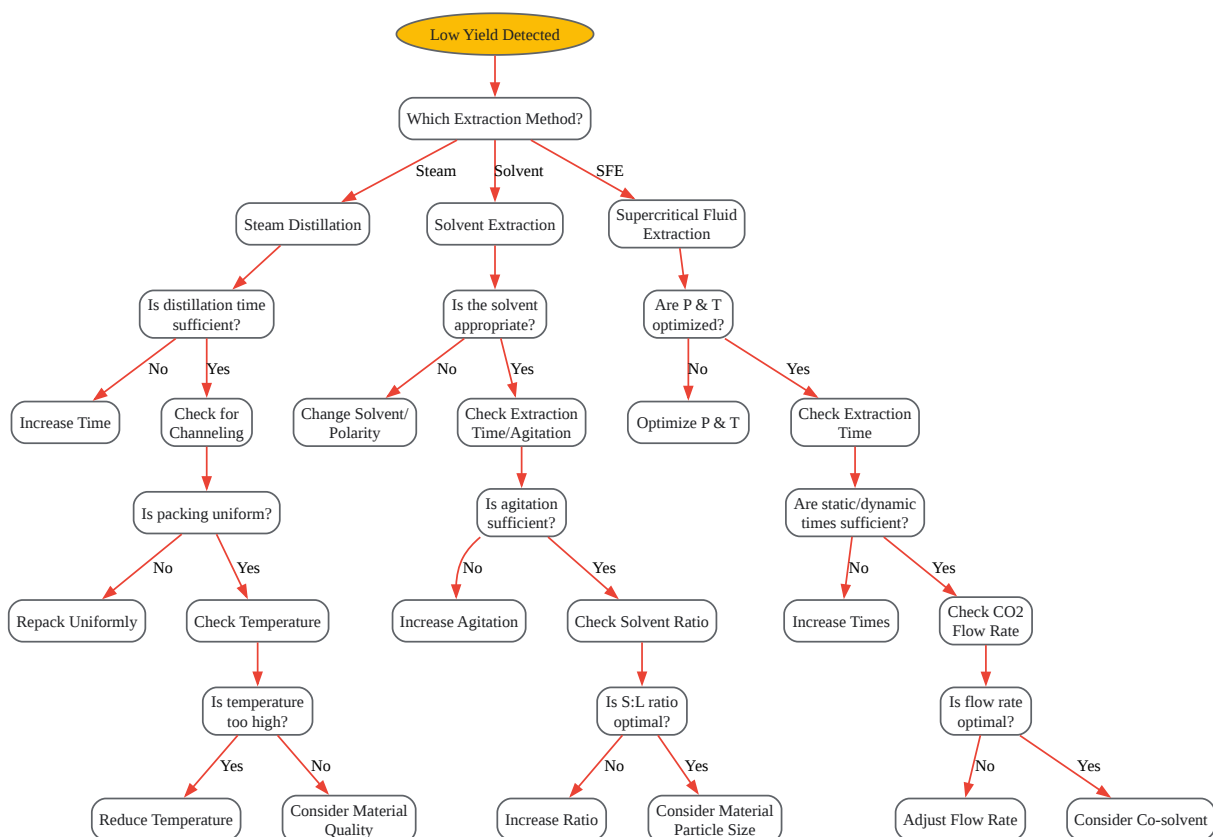 Low Yield Detected
Which Extraction Method?
Steam
Solvent
SFE
Steam Distillation
Solvent Extraction
Supercritical Fluid
Extraction
Is distillation time
sufficient?
Is the solvent
appropriate?
Are P & T
optimized?
No
Yes
No
Yes
No
Yes
Increase Time
Check for
Channeling
Change Solvent/
Polarity
Check Extraction
Time/Agitation
Optimize P & T
Check Extraction
Time
Is packing uniform?
Is agitation
sufficient?
Are static/dynamic
times sufficient?
No
Yes
No
Yes
No
Yes
Repack Uniformly
Check Temperature
Increase Agitation
Check Solvent Ratio
Increase Times
Check CO2
Flow Rate
Is temperature
too high?
Is S:L ratio
optimal?
Is flow rate
optimal?
Yes
No
No
Yes
No
Yes
Reduce Temperature
Consider Material
Quality
Increase Ratio
Consider Material
Particle Size
Adjust Flow Rate
Consider Co-solvent